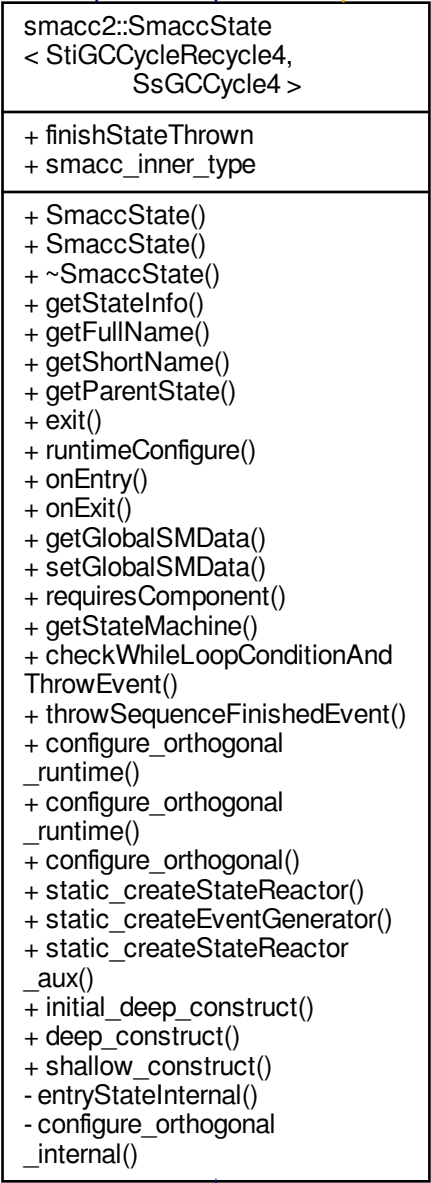 smacc2::SmaccState
< StiGCCycleRecycle4,
SsGCCycle4 >
+ finishStateThrown
+ smacc_inner_type
+ SmaccState()
+ SmaccState()
+ ~SmaccState()
+ getStateInfo()
+ getFullName()
+ getShortName()
+ getParentState()
+ exit()
+ runtimeConfigure()
+ onEntry()
+ onExit()
+ getGlobalSMData()
+ setGlobalSMData()
+ requiresComponent()
+ getStateMachine()
+ checkWhileLoopConditionAnd
ThrowEvent()
+ throwSequenceFinishedEvent()
+ configure_orthogonal
_runtime()
+ configure_orthogonal
_runtime()
+ configure_orthogonal()
+ static_createStateReactor()
+ static_createEventGenerator()
+ static_createStateReactor
_aux()
+ initial_deep_construct()
+ deep_construct()
+ shallow_construct()
- entryStateInternal()
- configure_orthogonal
_internal()